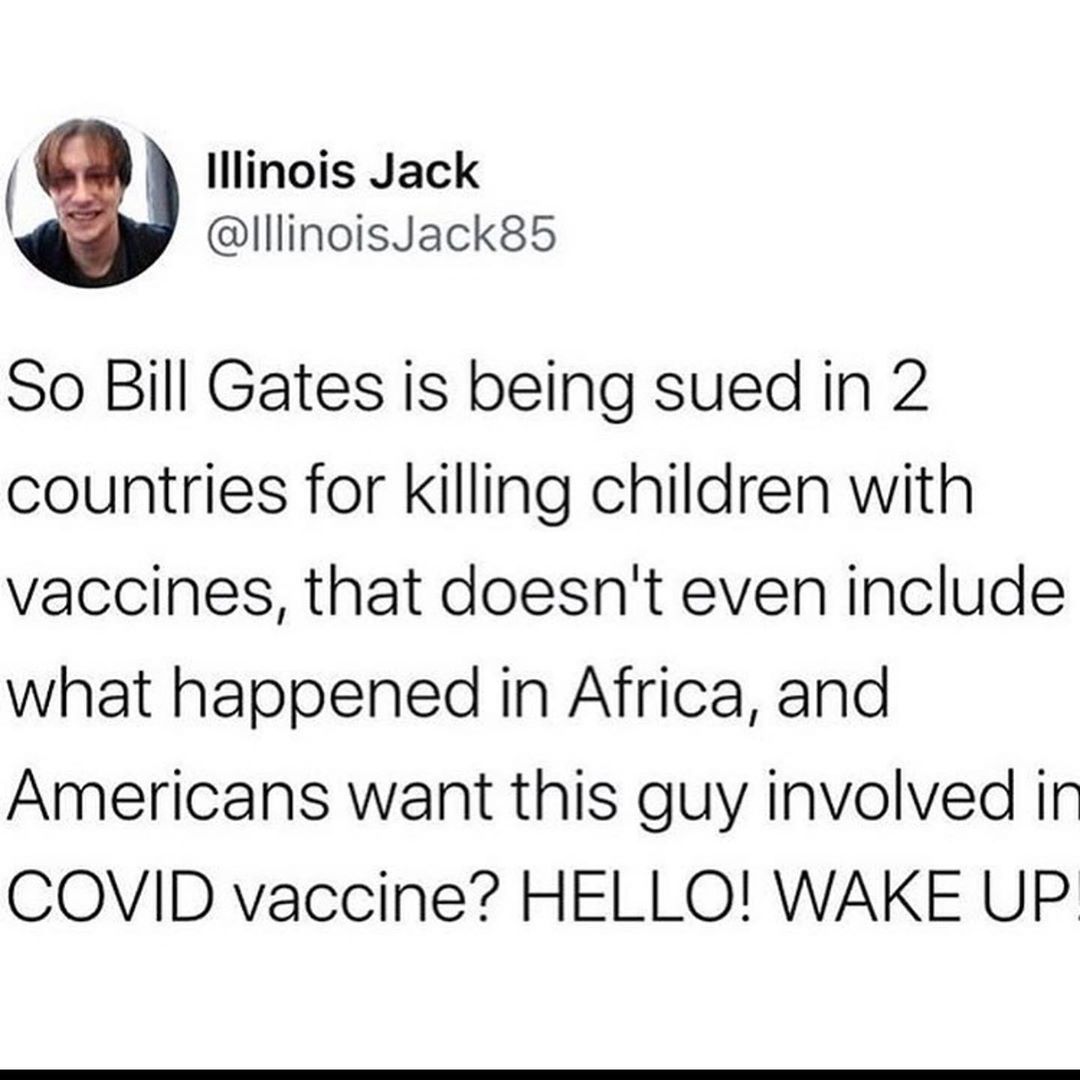 Illinois Jack
@IllinoisJack85
So Bill Gates is being sued in 2
countries for killing children with
vaccines, that doesn't even include
what happened in Africa, and
Americans want this guy involved in
COVID vaccine? HELLO! WAKE UP!